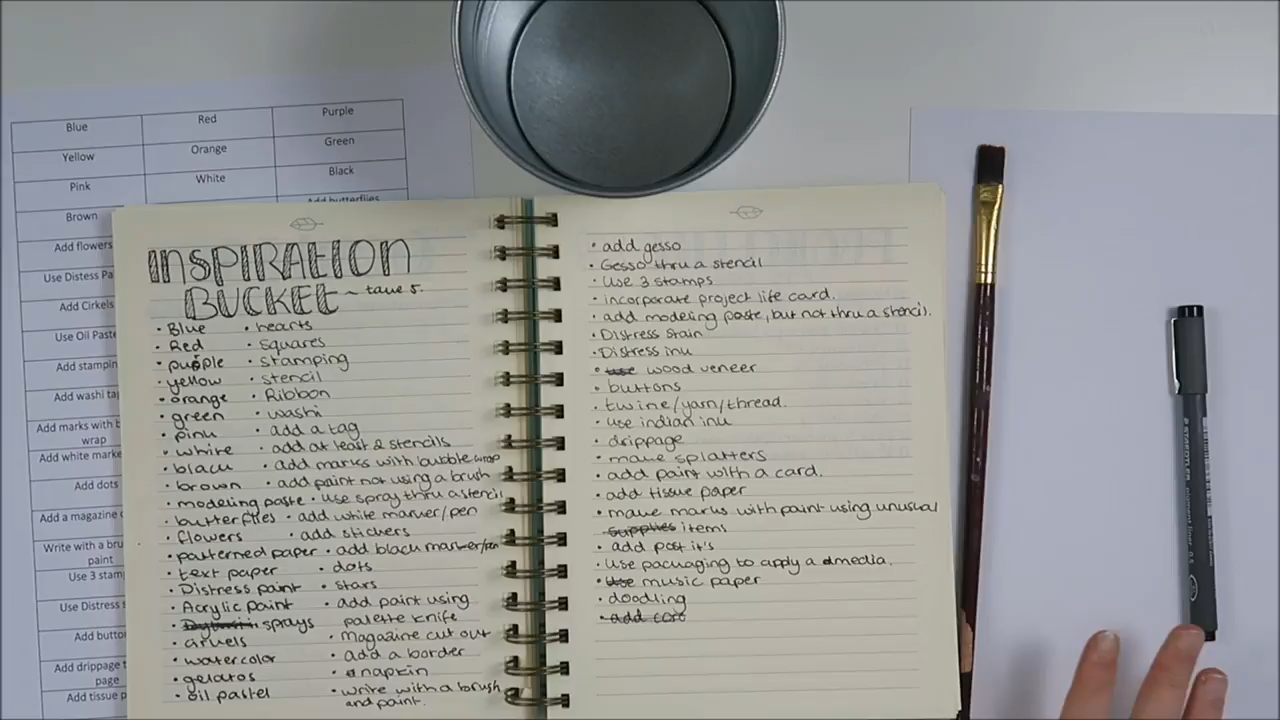 Blue Red Purple
Yellow Orange Green
Pink White Black
Brown Add butterflies
Add flowers
Use Distess Pa
Add Cirkels
Use Oil Paste
Add stampin
Add washi ta
Add marks with b
wrap
Add white marke
Add dots
Add a magazine c
Write with a bru
paint
Use 3 stam
Use Distress s
Add butto
Add drippage t
page
Add tissue p
INSPIRATION
BUCKET ~ take 5.
• Blue • hearts
• Red • squares
• purple • stamping
• yellow • stencil
• orange • Ribbon
• green • washi
• pink • add a tag
• white • add at least 2 stencils
• black • add marks with bubble wrap
• brown • add paint not using a brush
• modeling paste • use spray thru a stencil
• butterflies • add white marker/pen
• flowers • add stickers
• patterned paper • add black marker/pen
• text paper • dots
• Distress paint • stars
• Acrylic paint • add paint using
• sprays palette knife
• magazine cut out
• watercolor • add a border
• gelatos • napkin
• oil pastel • write with a brush
and paint.
• add gesso
• Gesso thru a stencil
• Use 3 stamps
• incorporate project life card.
• add modeling paste, but not thru a stencil.
• Distress stain
• Distress ink
• use wood veneer
• buttons
• twine/yarn/thread.
• use indian ink
• drippage
• make splatters
• add paint with a card.
• add tissue paper
• make marks with paint using unusual
supplies items
• add post it's
• Use packaging to apply a media.
• Use music paper
• doodling
• add card
STAEDTLER pigment liner